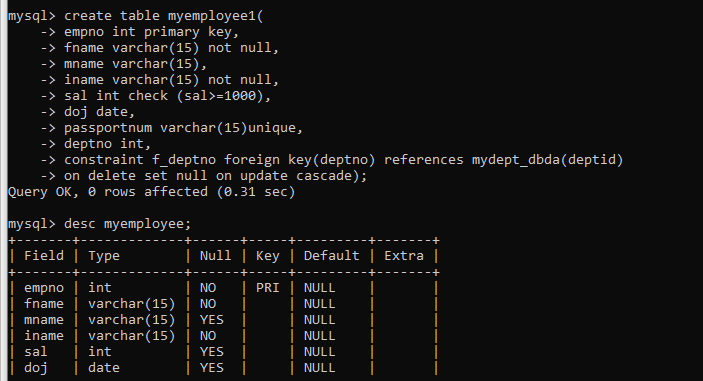 mysql> create table myemployee1(
    -> empno int primary key,
    -> fname varchar(15) not null,
    -> mname varchar(15),
    -> iname varchar(15) not null,
    -> sal int check (sal>=1000),
    -> doj date,
    -> passportnum varchar(15)unique,
    -> deptno int,
    -> constraint f_deptno foreign key(deptno) references mydept_dbda(deptid)
    -> on delete set null on update cascade);
Query OK, 0 rows affected (0.31 sec)
mysql> desc myemployee;
+-------+-------------+------+-----+---------+-------+
| Field | Type        | Null | Key | Default | Extra |
+-------+-------------+------+-----+---------+-------+
| empno | int         | NO   | PRI | NULL    |       |
| fname | varchar(15) | NO   |     | NULL    |       |
| mname | varchar(15) | YES  |     | NULL    |       |
| iname | varchar(15) | NO   |     | NULL    |       |
| sal   | int         | YES  |     | NULL    |       |
| doj   | date        | YES  |     | NULL    |       |